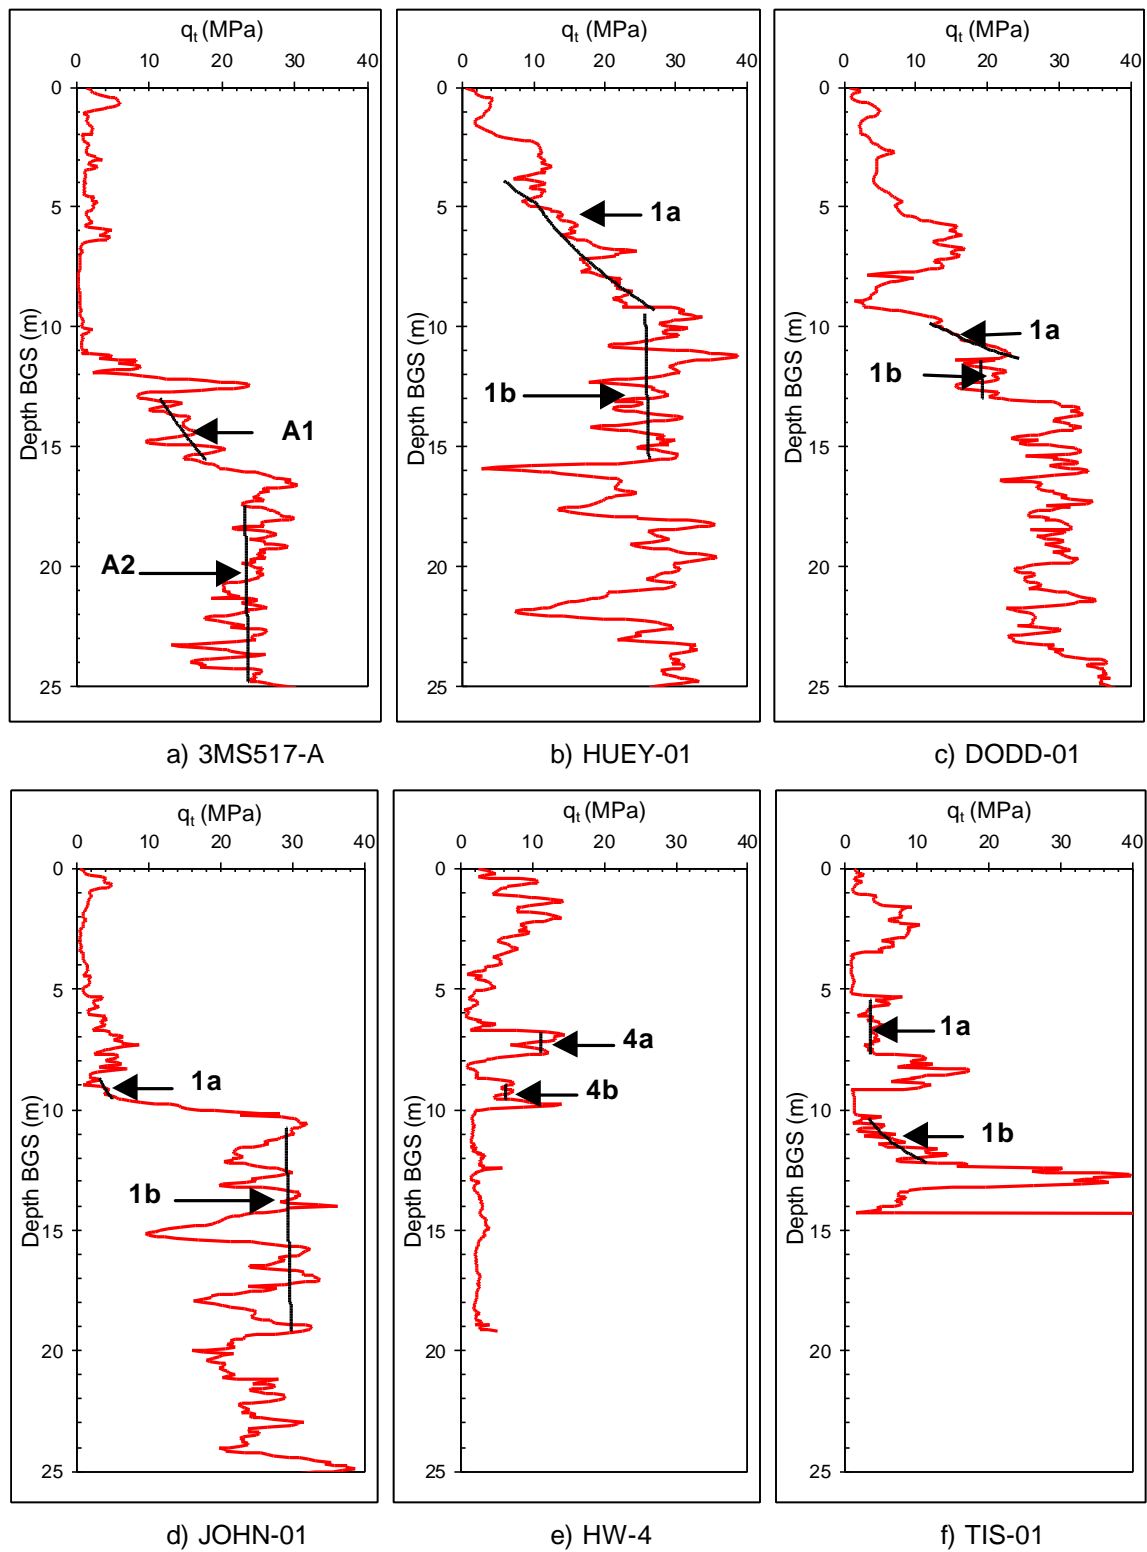 qt (MPa)
0 10 20 30 40
0
5
10
15
20
25
Depth BGS (m)
A1
A2
a) 3MS517-A
qt (MPa)
0 10 20 30 40
0
5
10
15
20
25
Depth BGS (m)
1a
1b
b) HUEY-01
qt (MPa)
0 10 20 30 40
0
5
10
15
20
25
Depth BGS (m)
1a
1b
c) DODD-01
qt (MPa)
0 10 20 30 40
0
5
10
15
20
25
Depth BGS (m)
1a
1b
d) JOHN-01
qt (MPa)
0 10 20 30 40
0
5
10
15
20
25
Depth BGS (m)
4a
4b
e) HW-4
qt (MPa)
0 10 20 30 40
0
5
10
15
20
25
Depth BGS (m)
1a
1b
f) TIS-01